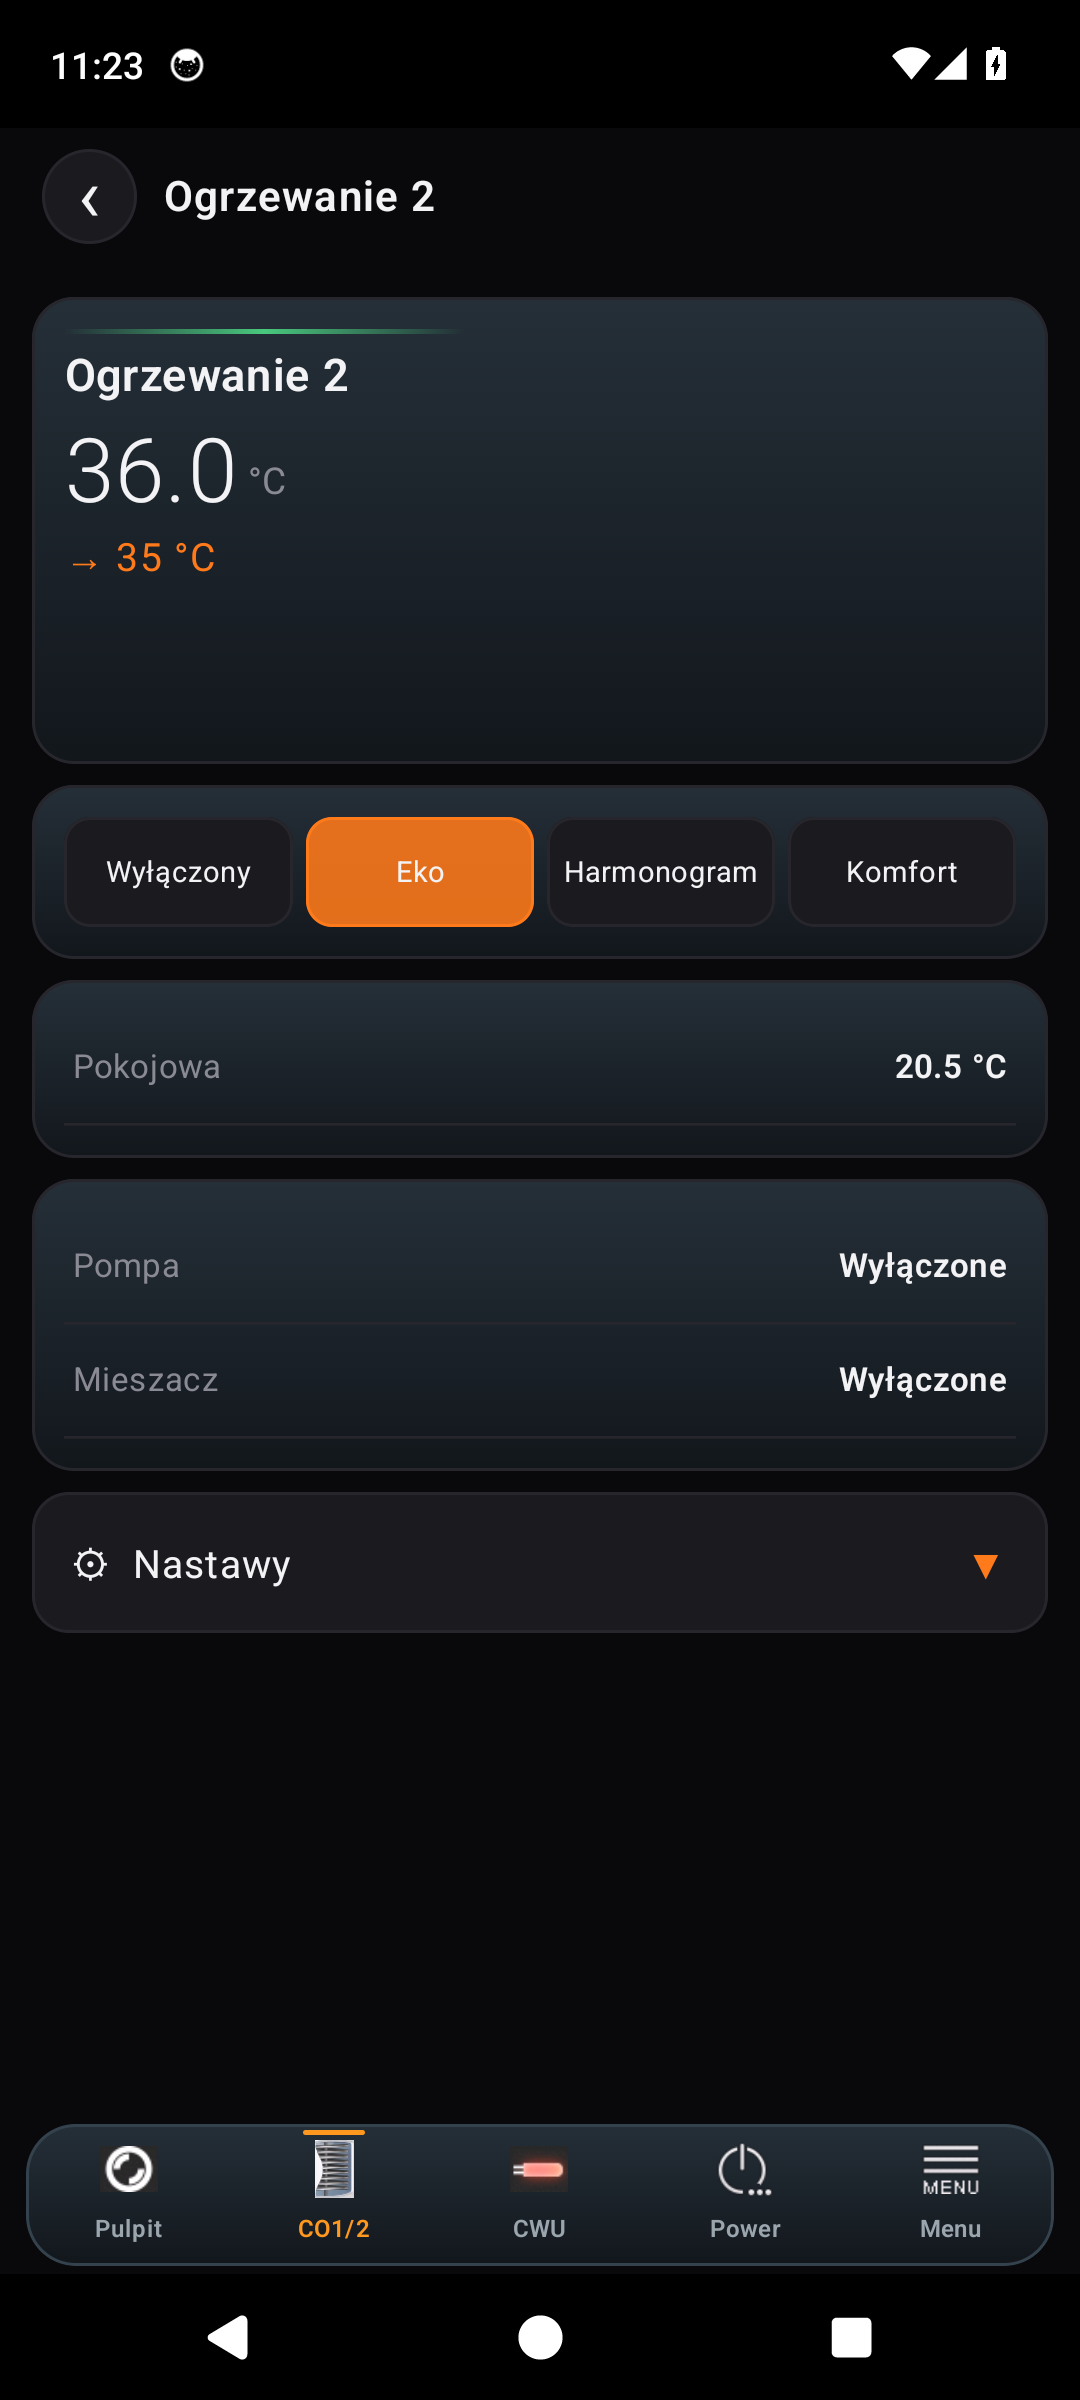 11:23
‹ Ogrzewanie 2
Ogrzewanie 2
36.0 °C
→ 35 °C
Wyłączony Eko Harmonogram Komfort
Pokojowa 20.5 °C
Pompa Wyłączone
Mieszacz Wyłączone
Nastawy ▼
MENU
Pulpit CO1/2 CWU Power Menu